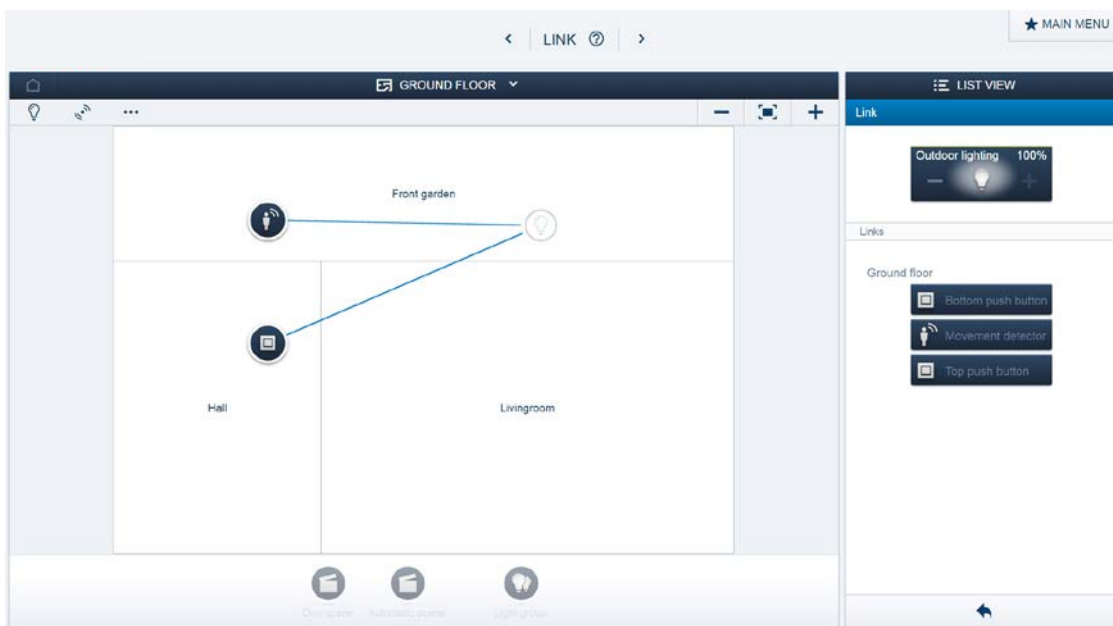 LINK
MAIN MENU
GROUND FLOOR
LIST VIEW
Link
Outdoor lighting 100%
Front garden
Links
Ground floor
Bottom push button
Movement detector
Top push button
Hall
Livingroom
Automatic scene
Light group